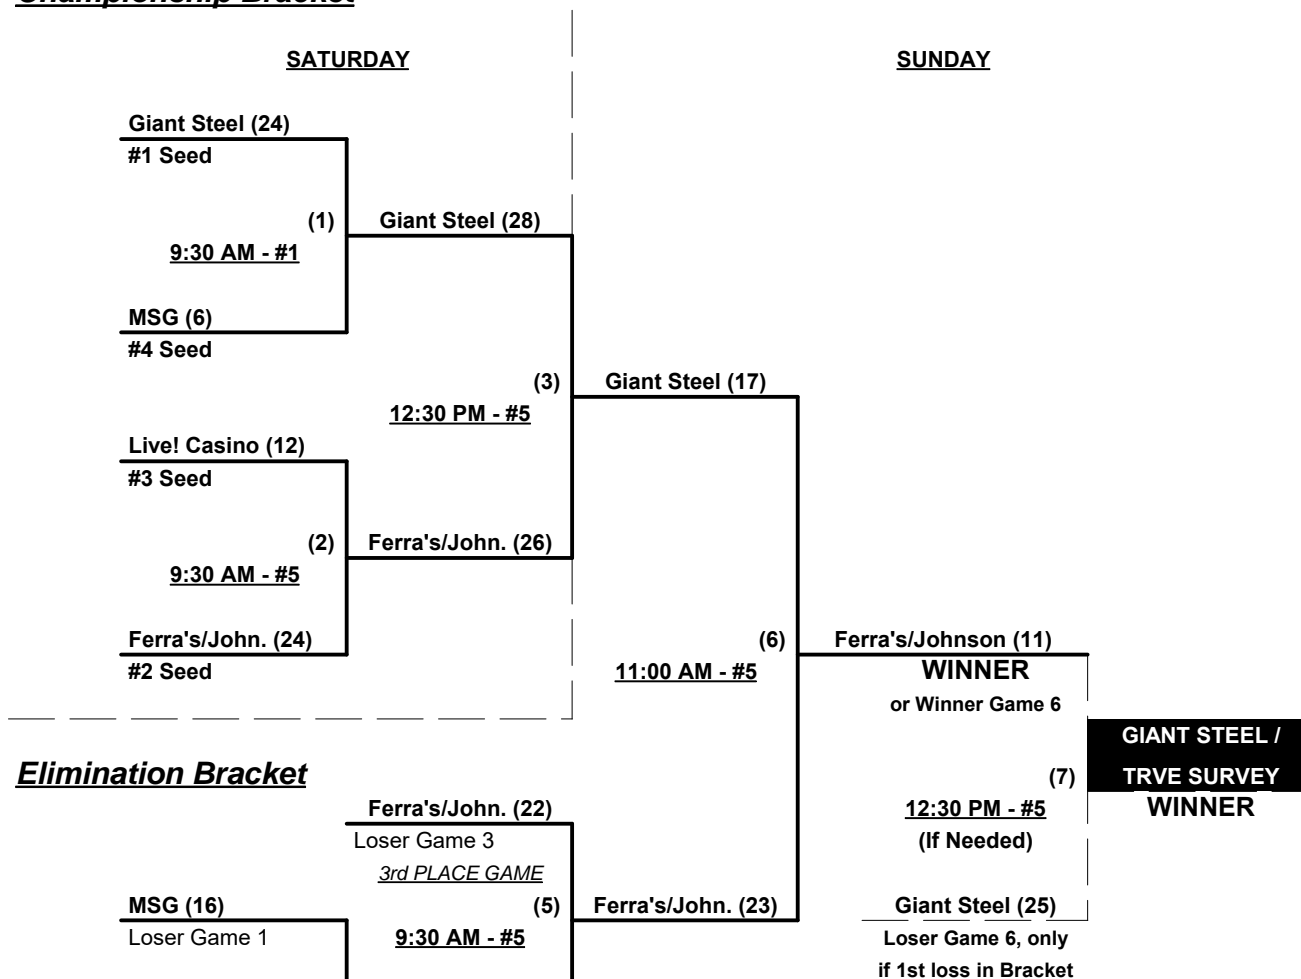 Championship Bracket
SATURDAY
SUNDAY
Giant Steel (24)
#1 Seed
(1)
Giant Steel (28)
9:30 AM - #1
MSG (6)
#4 Seed
(3)
Giant Steel (17)
12:30 PM - #5
Live! Casino (12)
#3 Seed
(2)
Ferra's/John. (26)
9:30 AM - #5
Ferra's/John. (24)
#2 Seed
(6)
Ferra's/Johnson (11)
11:00 AM - #5
WINNER
or Winner Game 6
GIANT STEEL /
TRVE SURVEY
WINNER
Elimination Bracket
(7)
12:30 PM - #5
(If Needed)
Ferra's/John. (22)
Loser Game 3
3rd PLACE GAME
MSG (16)
Loser Game 1
(5)
Ferra's/John. (23)
9:30 AM - #5
Giant Steel (25)
Loser Game 6, only
if 1st loss in Bracket